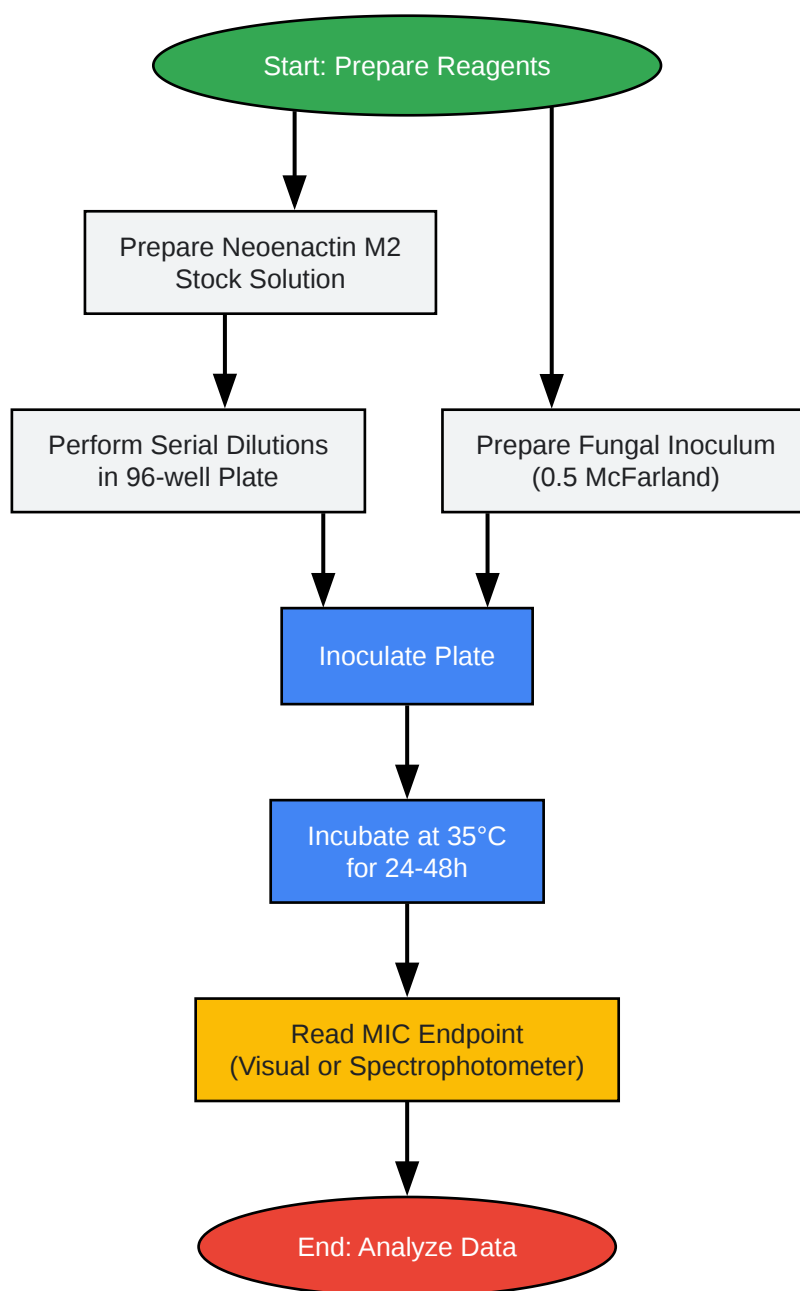 Start: Prepare Reagents
Prepare Neoenactin M2
Stock Solution
Perform Serial Dilutions
in 96-well Plate
Prepare Fungal Inoculum
(0.5 McFarland)
Inoculate Plate
Incubate at 35°C
for 24-48h
Read MIC Endpoint
(Visual or Spectrophotometer)
End: Analyze Data